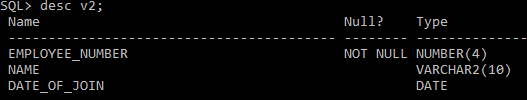 SQL> desc v2;
Name Null? Type
----------------------------------------- -------- ---------------
EMPLOYEE_NUMBER NOT NULL NUMBER(4)
NAME VARCHAR2(10)
DATE_OF_JOIN DATE